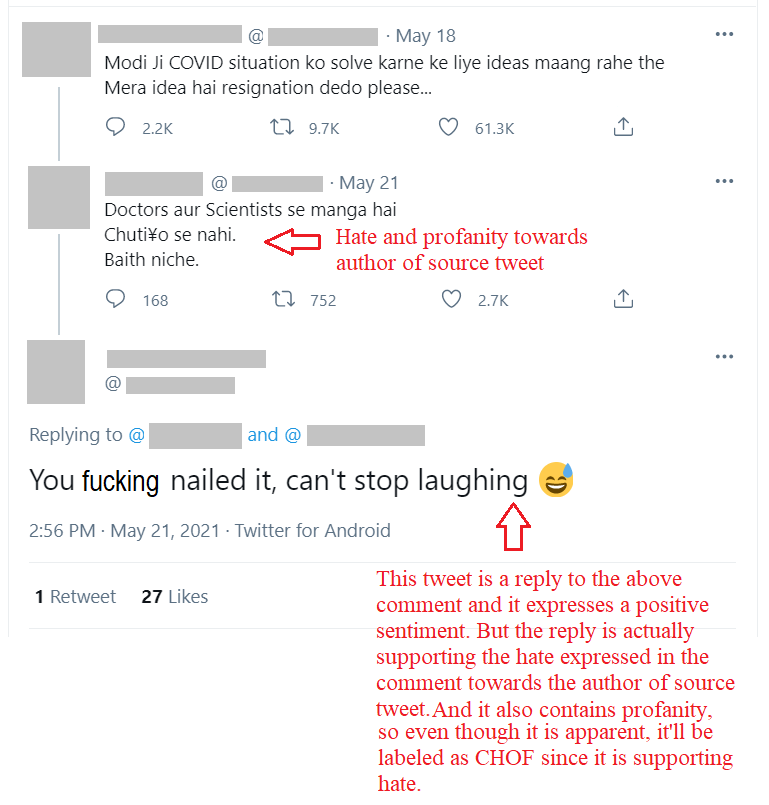 @ · May 18
Modi Ji COVID situation ko solve karne ke liye ideas maang rahe the
Mera idea hai resignation dedo please...
2.2K 9.7K 61.3K
@ · May 21
Doctors aur Scientists se manga hai
Chuti¥o se nahi.
Baith niche.
Hate and profanity towards
author of source tweet
168 752 2.7K
@
Replying to @ and @
You fucking nailed it, can't stop laughing 😅
2:56 PM · May 21, 2021 · Twitter for Android
1 Retweet 27 Likes
This tweet is a reply to the above
comment and it expresses a positive
sentiment. But the reply is actually
supporting the hate expressed in the
comment towards the author of source
tweet.And it also contains profanity,
so even though it is apparent, it'll be
labeled as CHOF since it is supporting
hate.